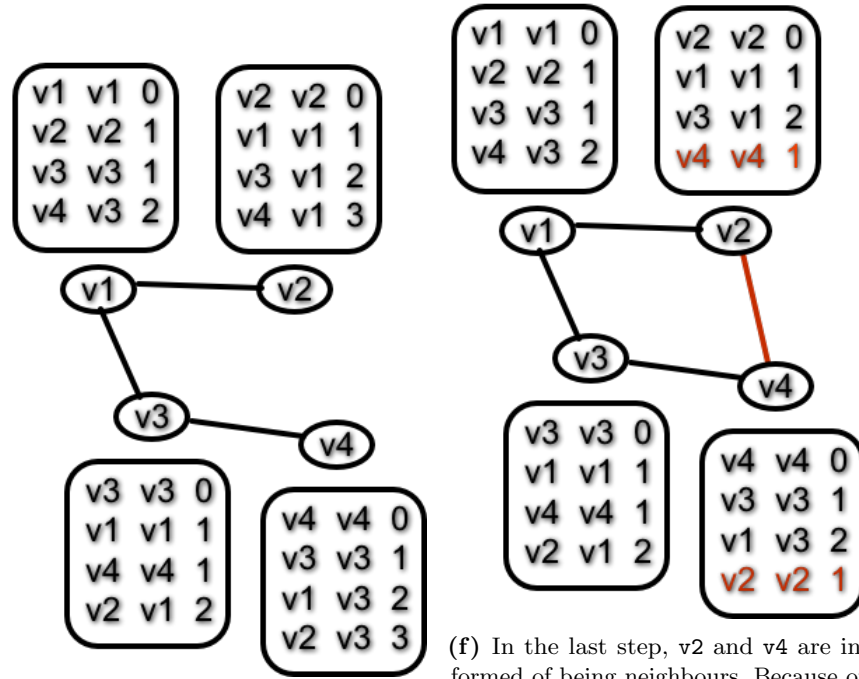 v1 v1 0
v2 v2 1
v3 v3 1
v4 v3 2
v2 v2 0
v1 v1 1
v3 v1 2
v4 v1 3
v1
v2
v3
v4
v3 v3 0
v1 v1 1
v4 v4 1
v2 v1 2
v4 v4 0
v3 v3 1
v1 v3 2
v2 v3 3
v1 v1 0
v2 v2 1
v3 v3 1
v4 v3 2
v2 v2 0
v1 v1 1
v3 v1 2
v4 v4 1
v1
v2
v3
v4
v3 v3 0
v1 v1 1
v4 v4 1
v2 v1 2
v4 v4 0
v3 v3 1
v1 v3 2
v2 v2 1
(f) In the last step, v2 and v4 are in
formed of being neighbours. Because o